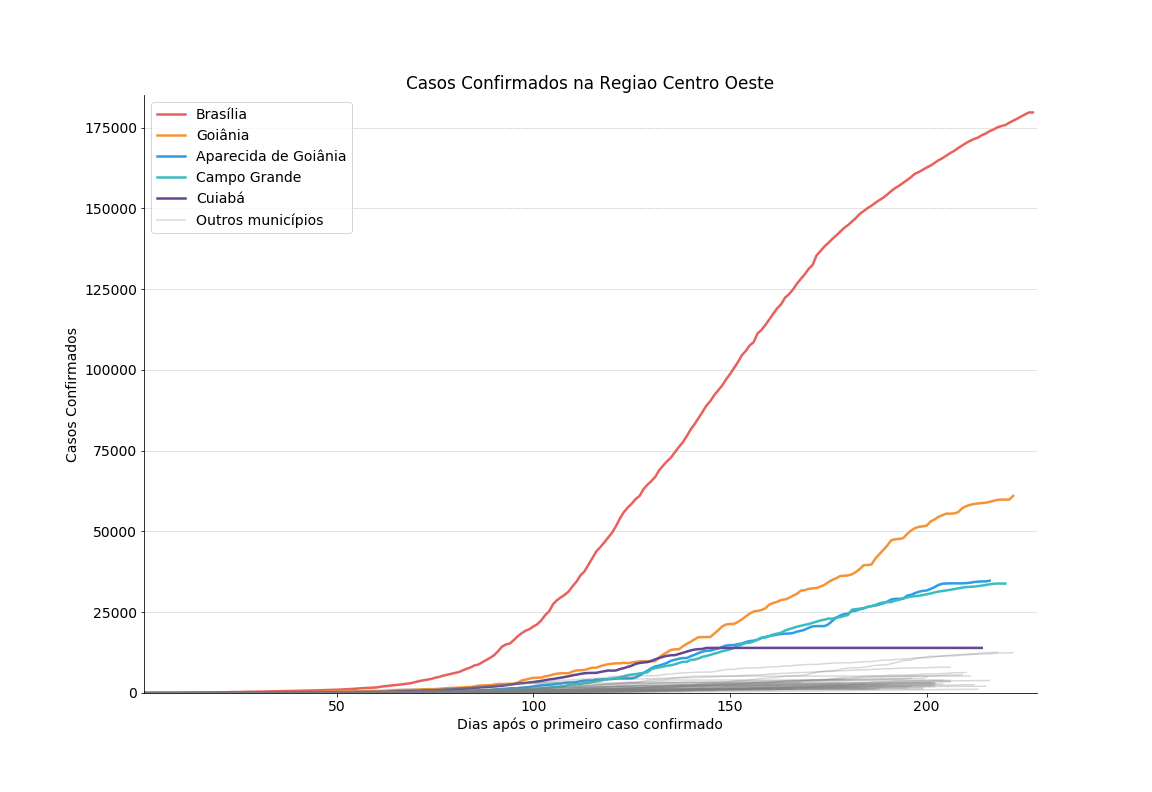 Casos Confirmados na Regiao Centro Oeste
Brasília
Goiânia
Aparecida de Goiânia
Campo Grande
Cuiabá
Outros municípios
175000
150000
125000
100000
75000
50000
25000
0
Casos Confirmados
50
100
150
200
Dias após o primeiro caso confirmado